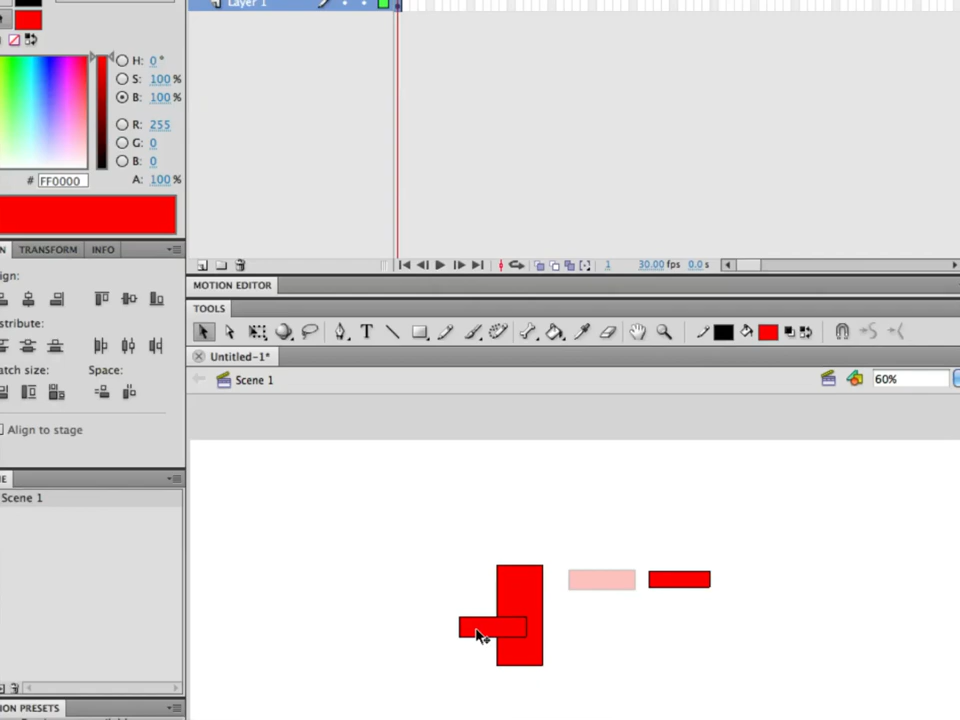 Layer 1
H: 0 °
S: 100 %
B: 100 %
R: 255
G: 0
B: 0
# FF0000 A: 100 %
N TRANSFORM INFO
ign:
stribute:
atch size: Space:
Align to stage
NE
Scene 1
ION PRESETS
1 30.00 fps 0.0 s
MOTION EDITOR
TOOLS
T
Untitled-1*
Scene 1 60%